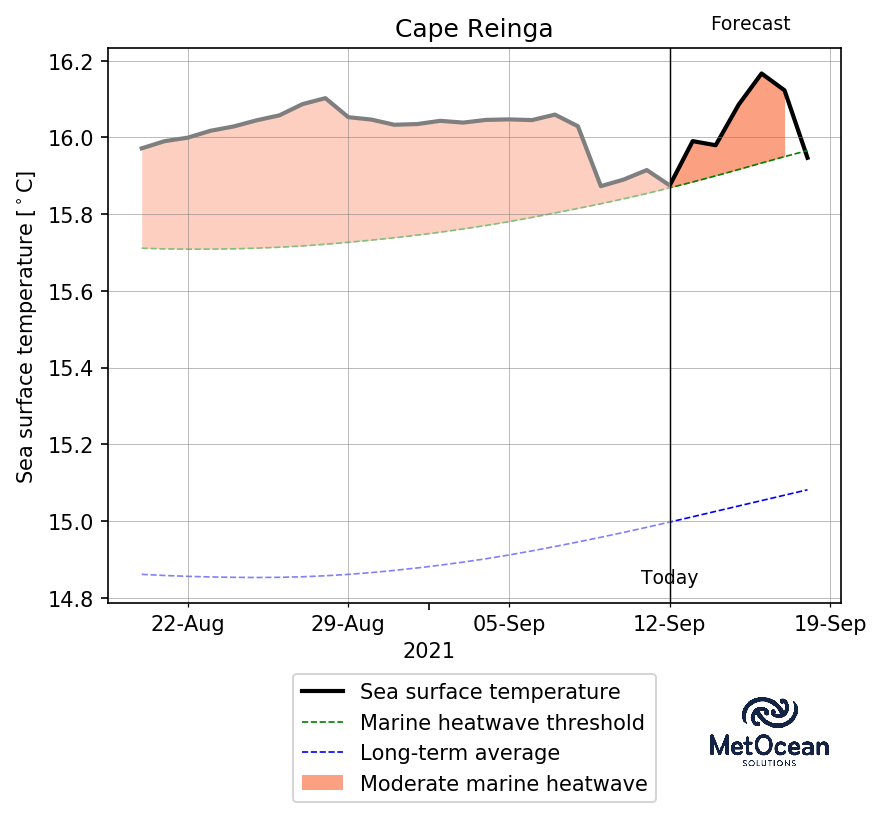 Cape Reinga
Forecast
16.2
16.0
15.8
15.6
15.4
15.2
15.0
14.8
Sea surface temperature [°C]
Today
22-Aug 29-Aug 05-Sep 12-Sep 19-Sep
2021
Sea surface temperature
Marine heatwave threshold
Long-term average
Moderate marine heatwave
MetOcean
SOLUTIONS